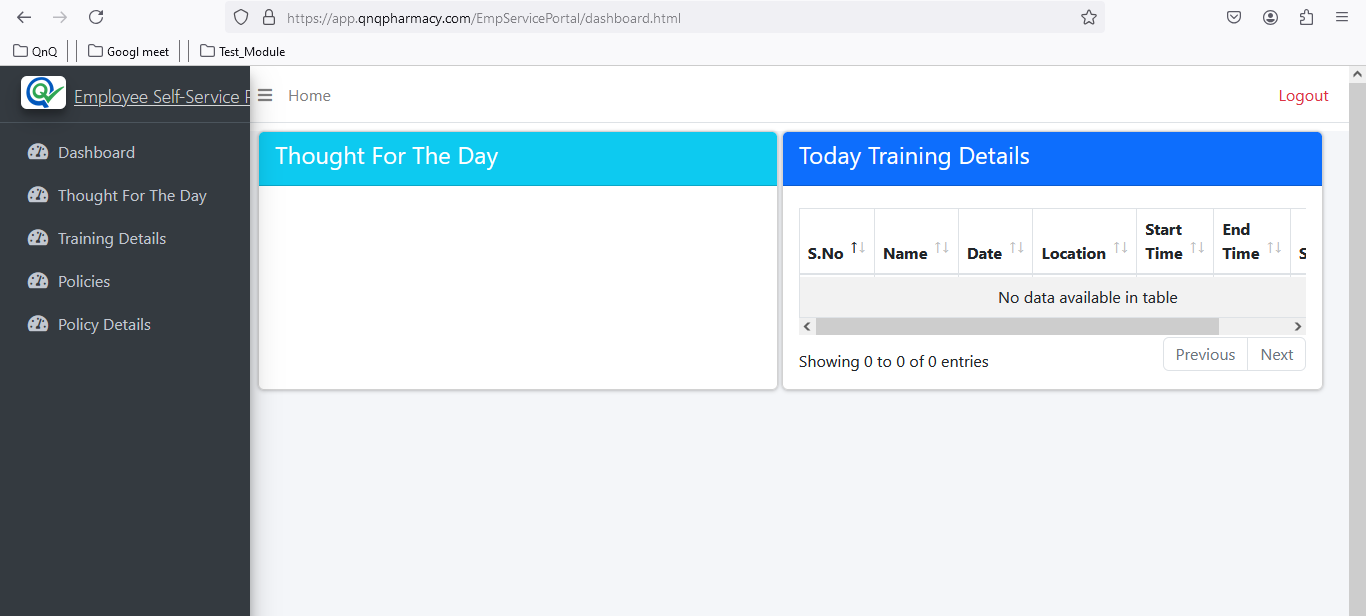 https://app.qnqpharmacy.com/EmpServicePortal/dashboard.html
QnQ Googl meet Test_Module
Employee Self-Service P
Home
Logout
Dashboard
Thought For The Day
Training Details
Policies
Policy Details
Thought For The Day
Today Training Details
S.No Name Date Location Start Time End Time S
No data available in table
Showing 0 to 0 of 0 entries
Previous Next